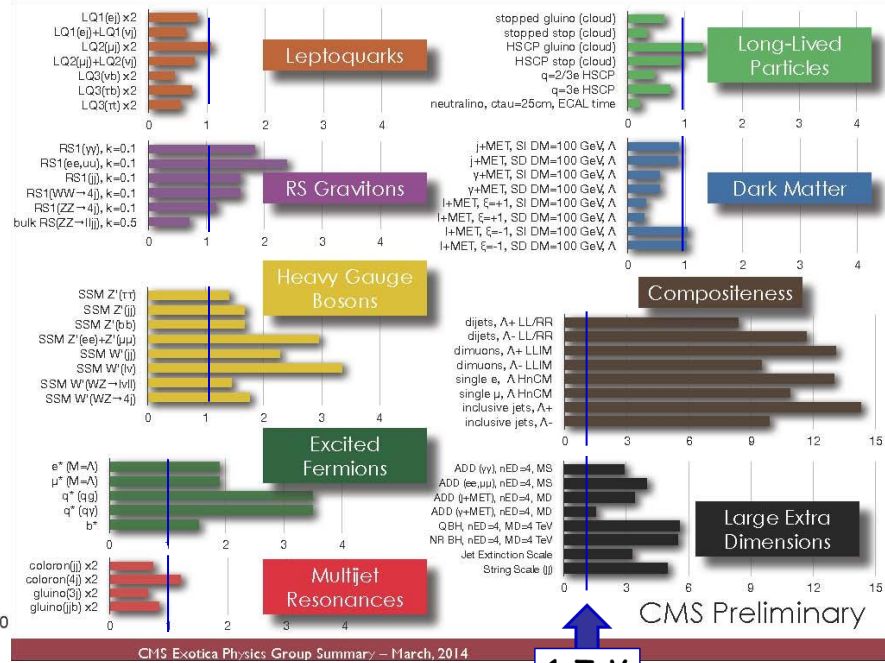 LQ1(ej) x2
LQ1(ej)+LQ1(νj)
LQ2(μj) x2
LQ2(μj)+LQ2(νj)
LQ3(νb) x2
LQ3(τb) x2
LQ3(τt) x2
0 1 2 3 4
Leptoquarks
RS1(γγ), k=0.1
RS1(ee,uu), k=0.1
RS1(jj), k=0.1
RS1(WW→4j), k=0.1
RS1(ZZ→4j), k=0.1
bulk RS(ZZ→lljj), k=0.5
0 1 2 3 4
RS Gravitons
Heavy Gauge
Bosons
SSM Z'(ττ)
SSM Z'(jj)
SSM Z'(bb)
SSM Z'(ee)+Z'(μμ)
SSM W'(jj)
SSM W'(lν)
SSM W'(WZ→lνll)
SSM W'(WZ→4j)
0 1 2 3 4
Excited
Fermions
e* (M=Λ)
μ* (M=Λ)
q* (qg)
q* (qγ)
b*
0 1 2 3 4
coloron(jj) x2
coloron(4j) x2
gluino(3j) x2
gluino(jjb) x2
0 1 2 3 4
Multijet
Resonances
stopped gluino (cloud)
stopped stop (cloud)
HSCP gluino (cloud)
HSCP stop (cloud)
q=2/3e HSCP
q=3e HSCP
neutralino, ctau=25cm, ECAL time
0 1 2 3 4
Long-Lived
Particles
j+MET, SI DM=100 GeV, Λ
j+MET, SD DM=100 GeV, Λ
γ+MET, SI DM=100 GeV, Λ
γ+MET, SD DM=100 GeV, Λ
l+MET, ξ=+1, SI DM=100 GeV, Λ
l+MET, ξ=+1, SD DM=100 GeV, Λ
l+MET, ξ=-1, SI DM=100 GeV, Λ
l+MET, ξ=-1, SD DM=100 GeV, Λ
0 1 2 3 4
Dark Matter
Compositeness
dijets, Λ+ LL/RR
dijets, Λ- LL/RR
dimuons, Λ+ LLIM
dimuons, Λ- LLIM
single e, Λ HnCM
single μ, Λ HnCM
inclusive jets, Λ+
inclusive jets, Λ-
0 3 6 9 12 15
ADD (γγ), nED=4, MS
ADD (ee,μμ), nED=4, MS
ADD (j+MET), nED=4, MD
ADD (γ+MET), nED=4, MD
QBH, nED=4, MD=4 TeV
NR BH, nED=4, MD=4 TeV
Jet Extinction Scale
String Scale (jj)
0 3 6 9 12 15
Large Extra
Dimensions
0
CMS Preliminary
CMS Exotica Physics Group Summary – March, 2014